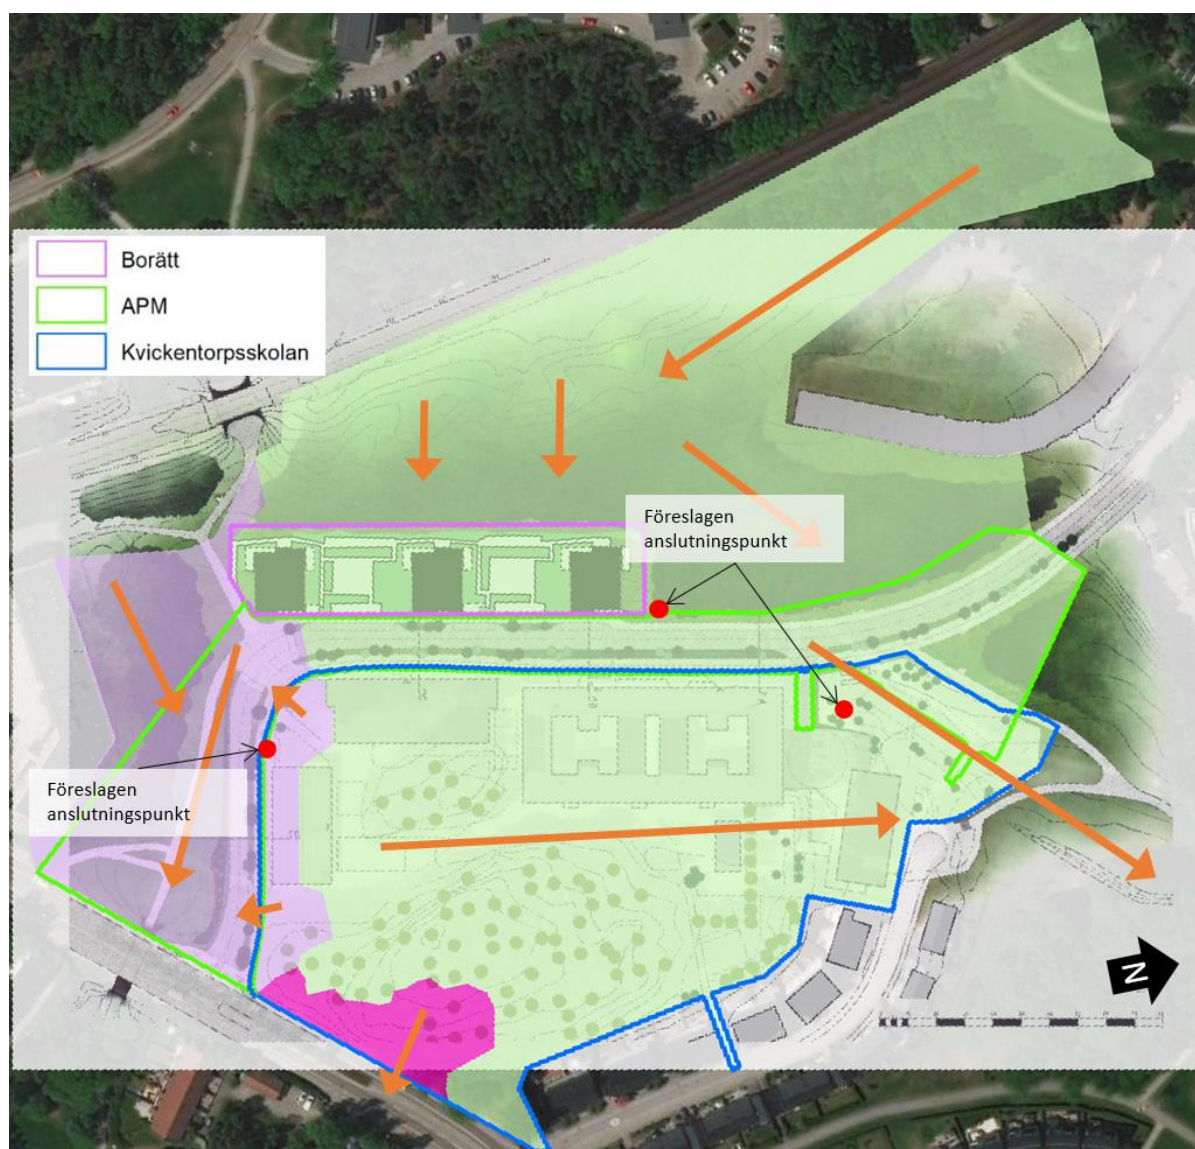 Borätt
APM
Kvickentorpsskolan
Föreslagen
anslutningspunkt
Föreslagen
anslutningspunkt
N